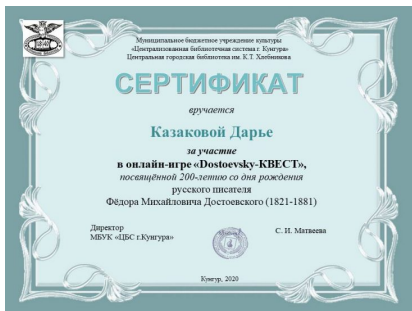 Муниципальное бюджетное учреждение культуры
«Централизованная библиотечная система г. Кунгура»
Центральная городская библиотека им. К.Т. Хлебникова
СЕРТИФИКАТ
вручается
Казаковой Дарье
за участие
в онлайн-игре «Dostoevsky-КВЕСТ»,
посвящённой 200-летию со дня рождения
русского писателя
Фёдора Михайловича Достоевского (1821-1881)
Директор
МБУК «ЦБС г.Кунгура»
С. И. Матвеева
Кунгур, 2020